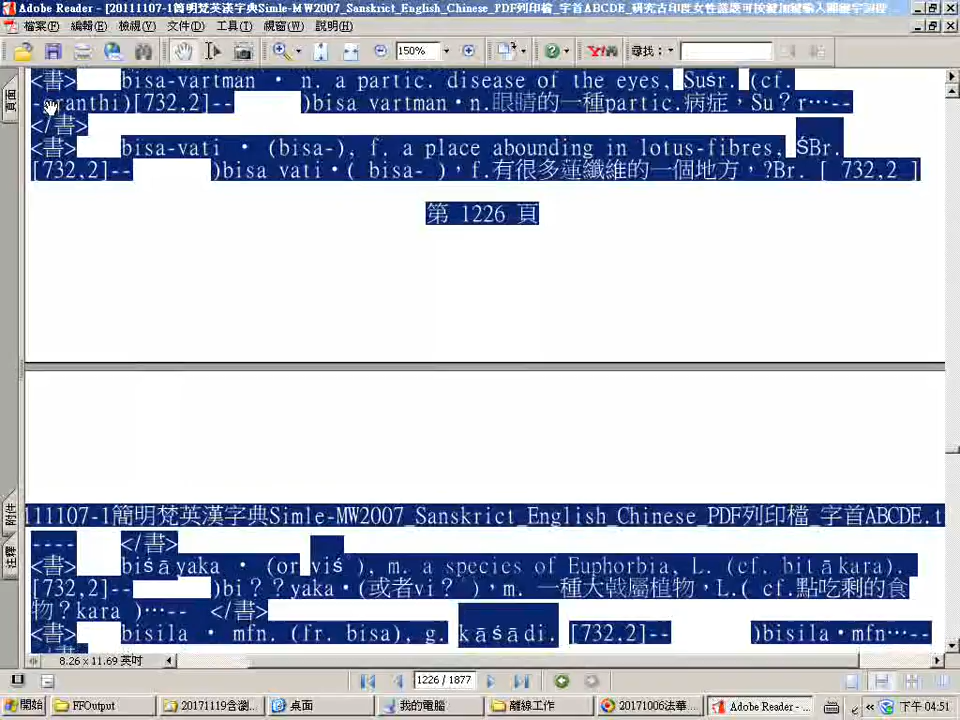 Adobe Reader - [20111107-1簡明梵英漢字典Simle-MW2007_Sanskrict_English_Chinese_PDF列印檔_字首ABCDE_研究古印度女性
檔案(F) 編輯(E) 檢視(V) 文件(D) 工具(T) 視窗(W) 說明(H)
150% 尋找:
頁面
<書> bisa-vartman · n. a partic. disease of the eyes, Suśr. (cf.
-granthi)[732,2]-- )bisa vartman·n.眼睛的一種partic.病症，Su？r…--
</書>
<書> bisa-vati · (bisa-), f. a place abounding in lotus-fibres, ŚBr.
[732,2]-- )bisa vati·( bisa- )，f.有很多蓮纖維的一個地方，?Br. [ 732,2 ]
第 1226 頁
111107-1簡明梵英漢字典Simle-MW2007_Sanskrict_English_Chinese_PDF列印檔_字首ABCDE.t
---- </書>
<書> biśāyaka · (or viś ), m. a species of Euphorbia, L. (cf. bitākara).
[732,2]-- )bi？？yaka·(或者vi？ )，m. 一種大戟屬植物，L.( cf.點吃剩的食
物？kara )…-- </書>
<書> bisila · mfn. (fr. bisa), g. kāśādi. [732,2]-- )bisila·mfn…--
附件
注釋
8.26 x 11.69 英吋
1226 / 1877
開始 FFOutput 20171119含瀏... 桌面 我的電腦 離線工作 20171006法華... Adobe Reader - ... 下午 04:51